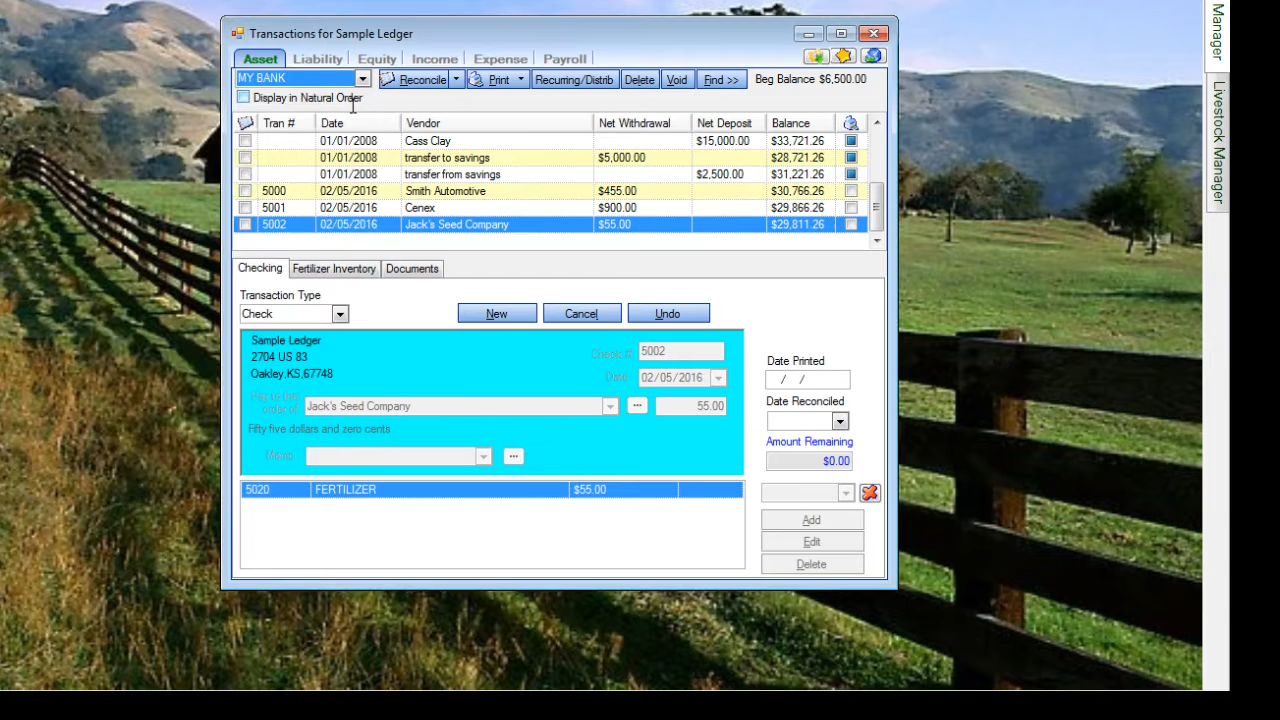 Transactions for Sample Ledger
Asset Liability Equity Income Expense Payroll
MY BANK Reconcile Print Recurring/Distrib Delete Void Find >> Beg Balance $6,500.00
Display in Natural Order
Tran # Date Vendor Net Withdrawal Net Deposit Balance
01/01/2008 Cass Clay $15,000.00 $33,721.26
01/01/2008 transfer to savings $5,000.00 $28,721.26
01/01/2008 transfer from savings $2,500.00 $31,221.26
5000 02/05/2016 Smith Automotive $455.00 $30,766.26
5001 02/05/2016 Cenex $900.00 $29,866.26
5002 02/05/2016 Jack's Seed Company $55.00 $29,811.26
Checking Fertilizer Inventory Documents
Transaction Type
Check New Cancel Undo
Sample Ledger
2704 US 83
Oakley,KS,67748
Check # 5002
Date 02/05/2016
Pay to the
order of: Jack's Seed Company ... 55.00
Fifty five dollars and zero cents
Memo ...
Date Printed
/ /
Date Reconciled
Amount Remaining
$0.00
5020 FERTILIZER $55.00
Add
Edit
Delete
Manager
Livestock Manager